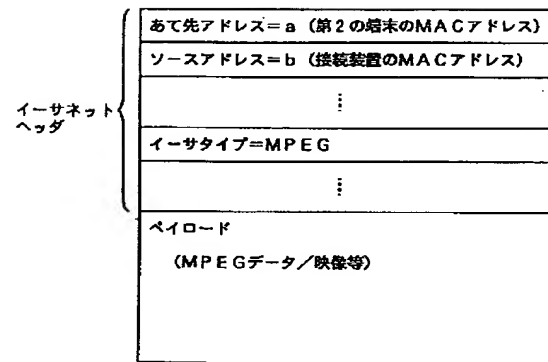 あて先アドレス＝a（第2の端末のMACアドレス）
ソースアドレス＝b（接続装置のMACアドレス）
イーサネット
ヘッダ
イーサタイプ＝MPEG
ペイロード
（MPEGデータ／映像等）